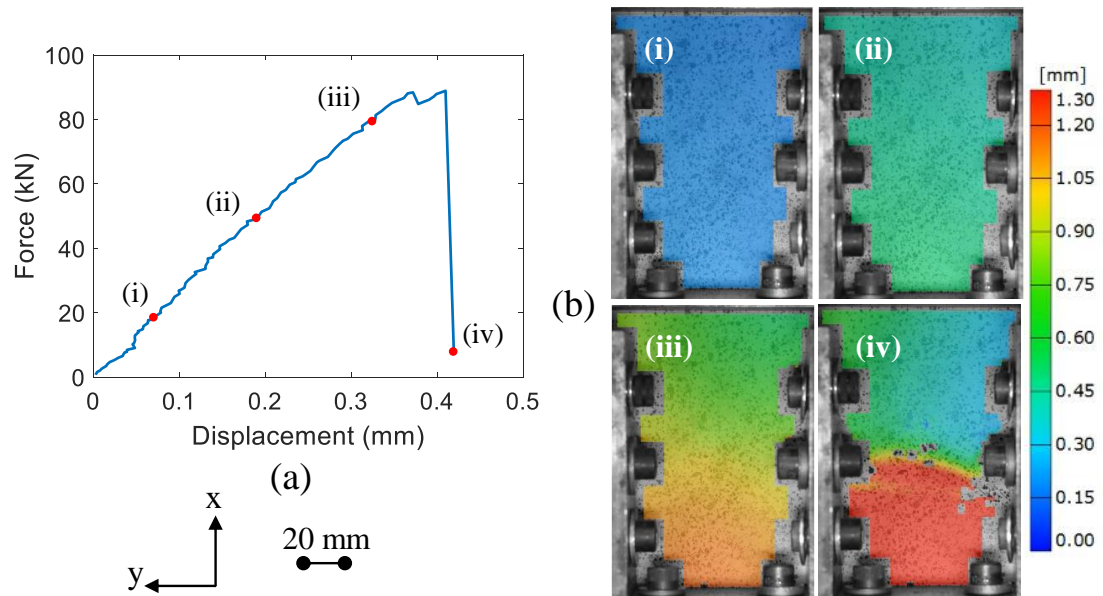 100
80
60
40
20
0
Force (kN)
(i)
(ii)
(iii)
(iv)
0 0.1 0.2 0.3 0.4 0.5
Displacement (mm)
(a)
x
y
20 mm
(b)
(i)
(ii)
(iii)
(iv)
[mm]
1.30
1.20
1.05
0.90
0.75
0.60
0.45
0.30
0.15
0.00